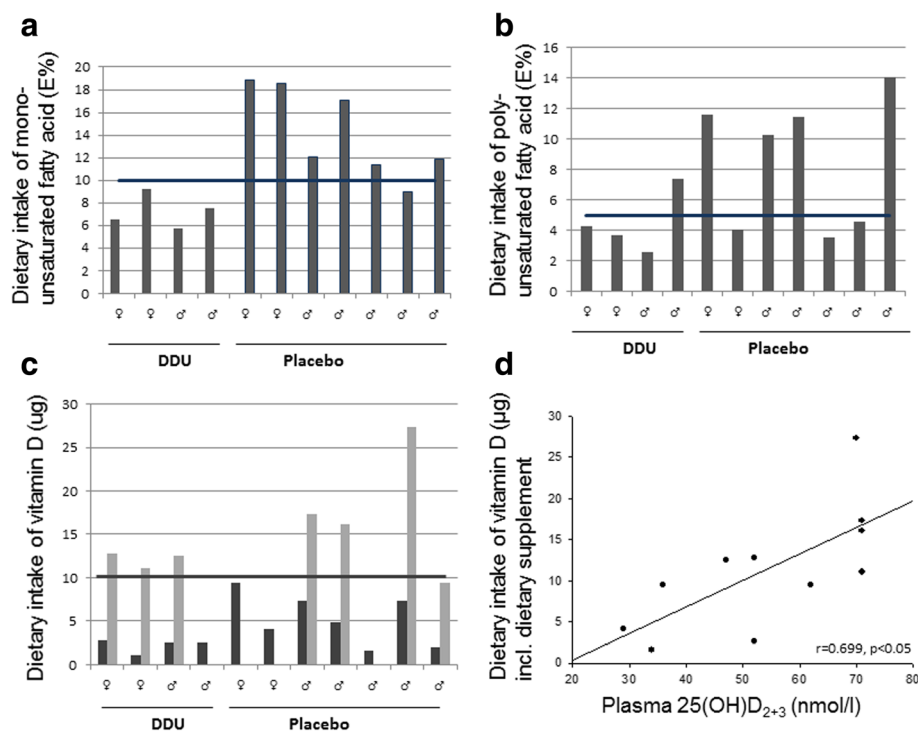 a
Dietary intake of mono-
unsaturated fatty acid (E%)
20
18
16
14
12
10
8
6
4
2
0
♀ ♀ ♂ ♂ ♀ ♀ ♂ ♂ ♂ ♂ ♂
DDU Placebo
b
Dietary intake of poly-
unsaturated fatty acid (E%)
16
14
12
10
8
6
4
2
0
♀ ♀ ♂ ♂ ♀ ♀ ♂ ♂ ♂ ♂ ♂
DDU Placebo
c
Dietary intake of vitamin D (ug)
30
25
20
15
10
5
0
♀ ♀ ♂ ♂ ♀ ♀ ♂ ♂ ♂ ♂ ♂
DDU Placebo
d
Dietary intake of vitamin D (µg)
incl. dietary supplement
30
25
20
15
10
5
0
r=0.699, p<0.05
20 30 40 50 60 70 80
Plasma 25(OH)D2+3 (nmol/l)